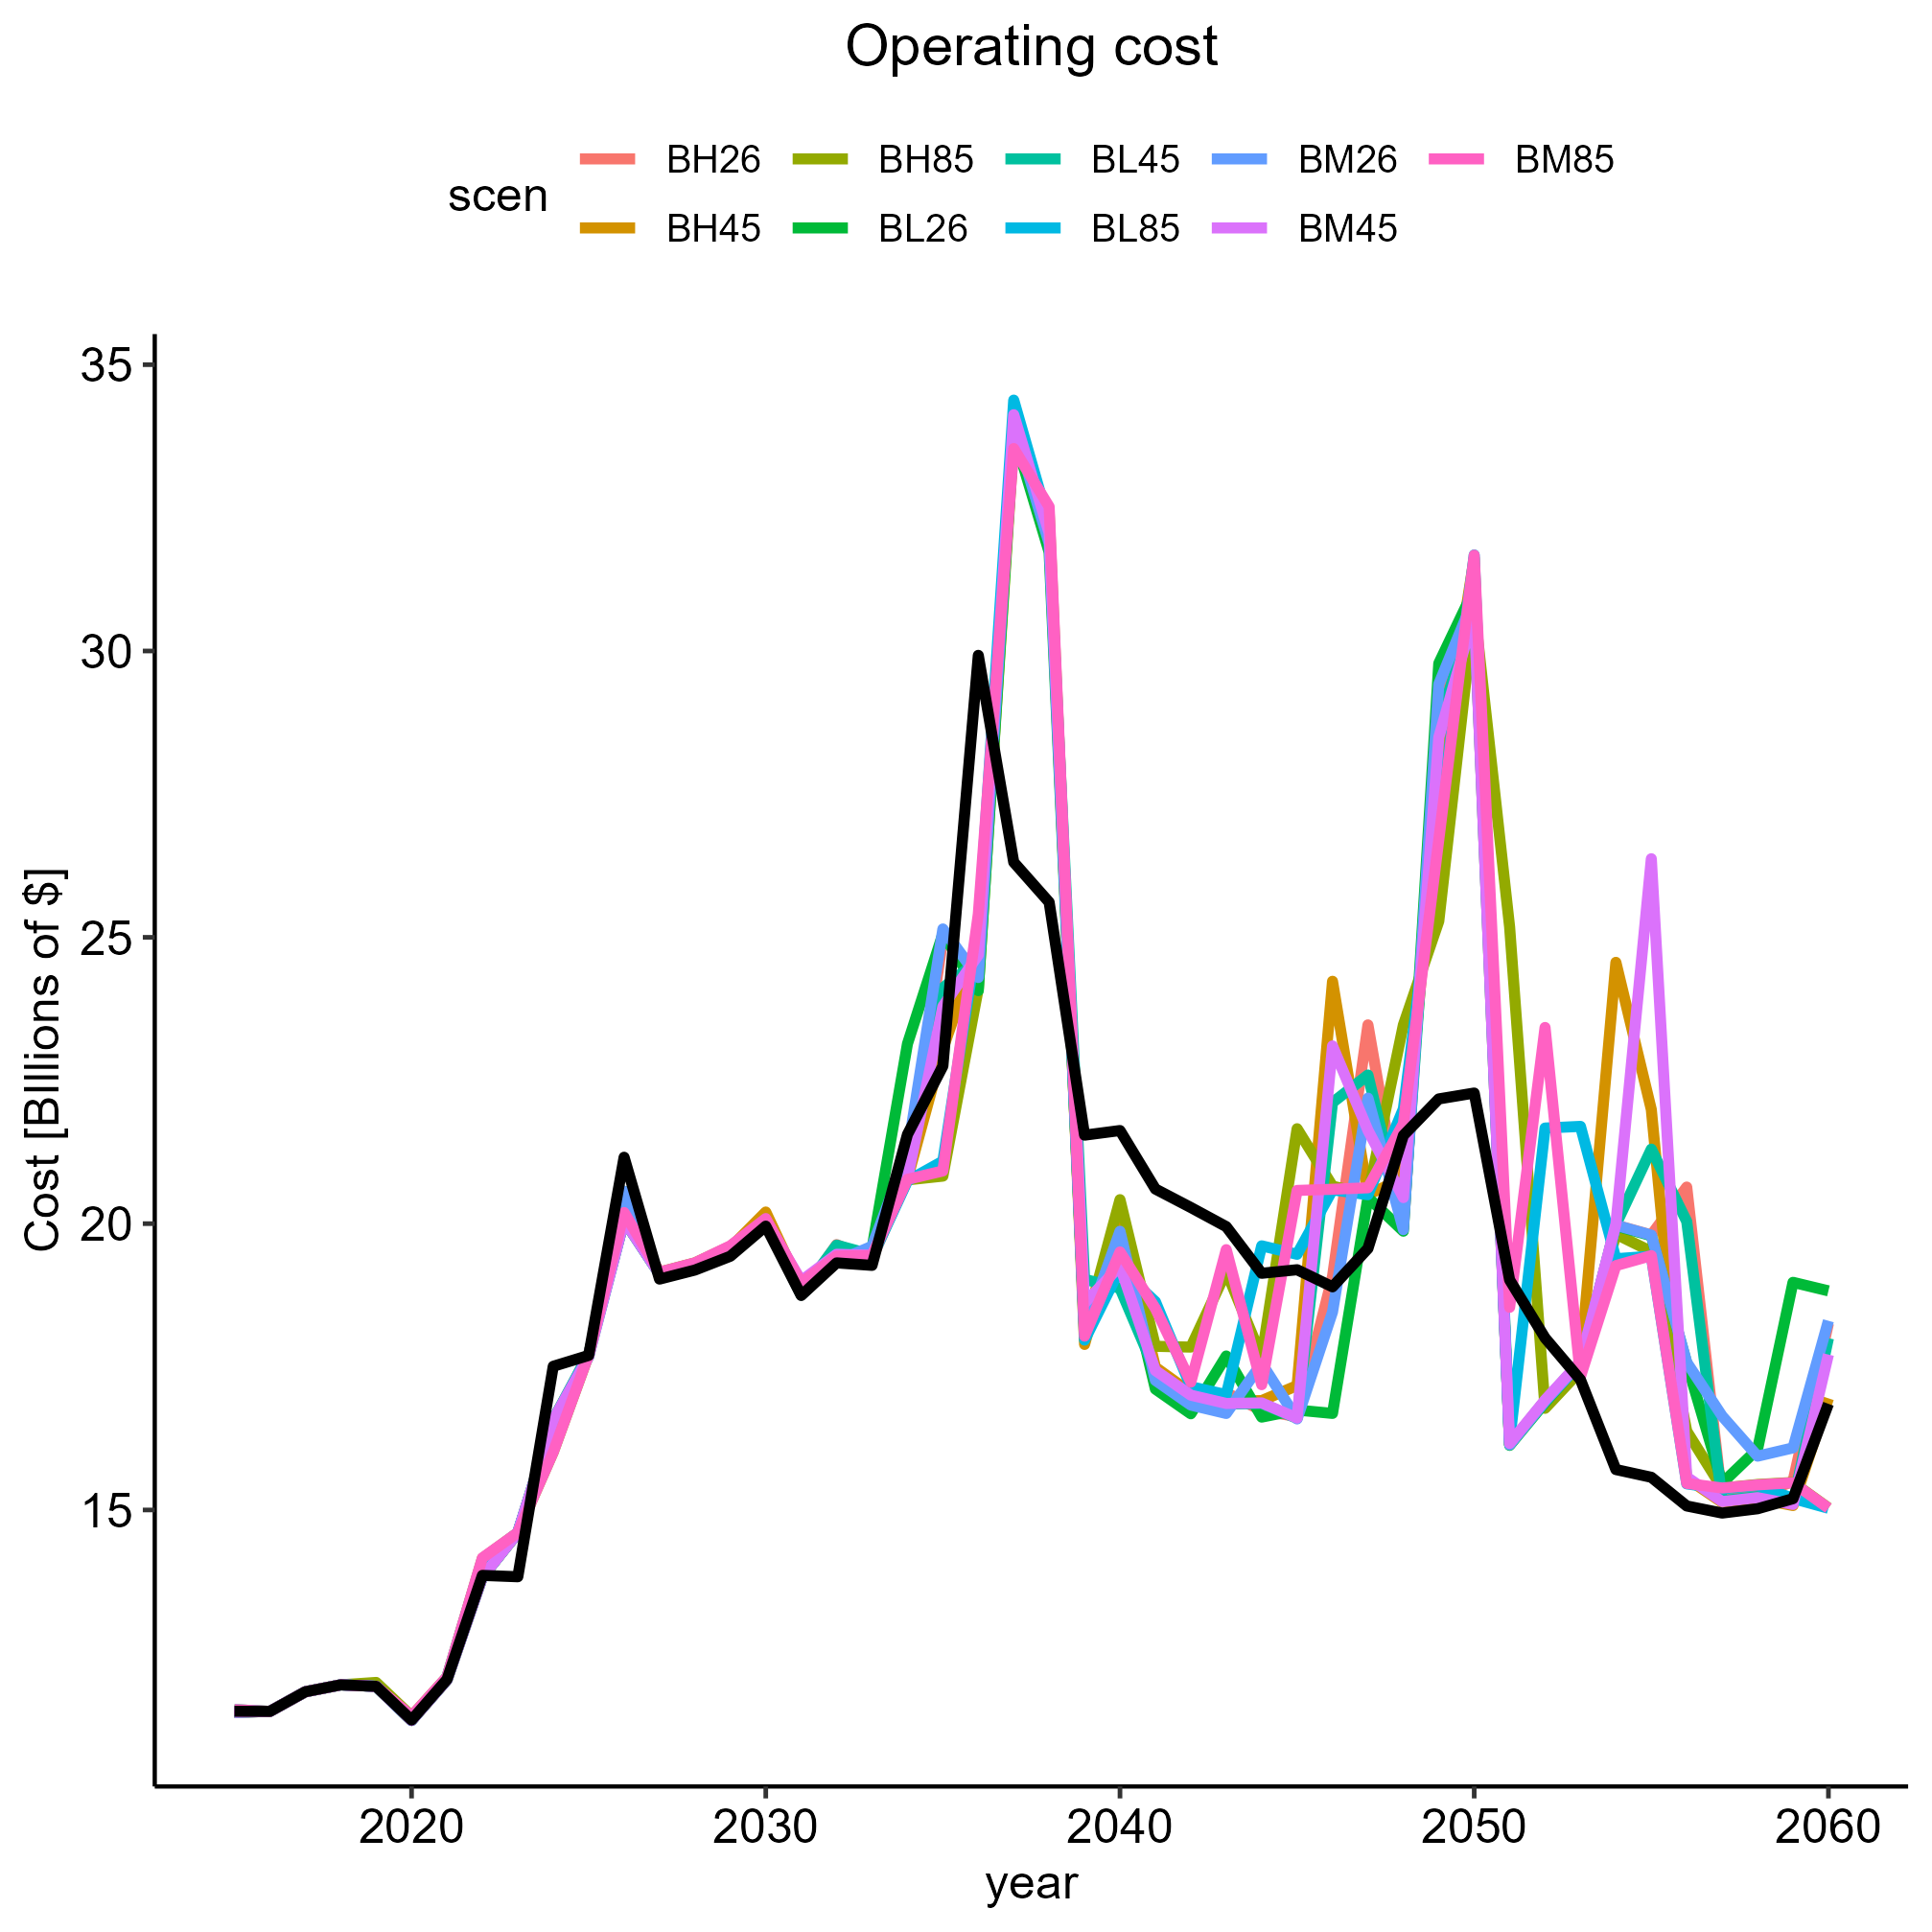 Operating cost
scen
BH26 BH85 BL45 BM26 BM85
BH45 BL26 BL85 BM45
Cost [BIllions of $]
35
30
25
20
15
2020 2030 2040 2050 2060
year